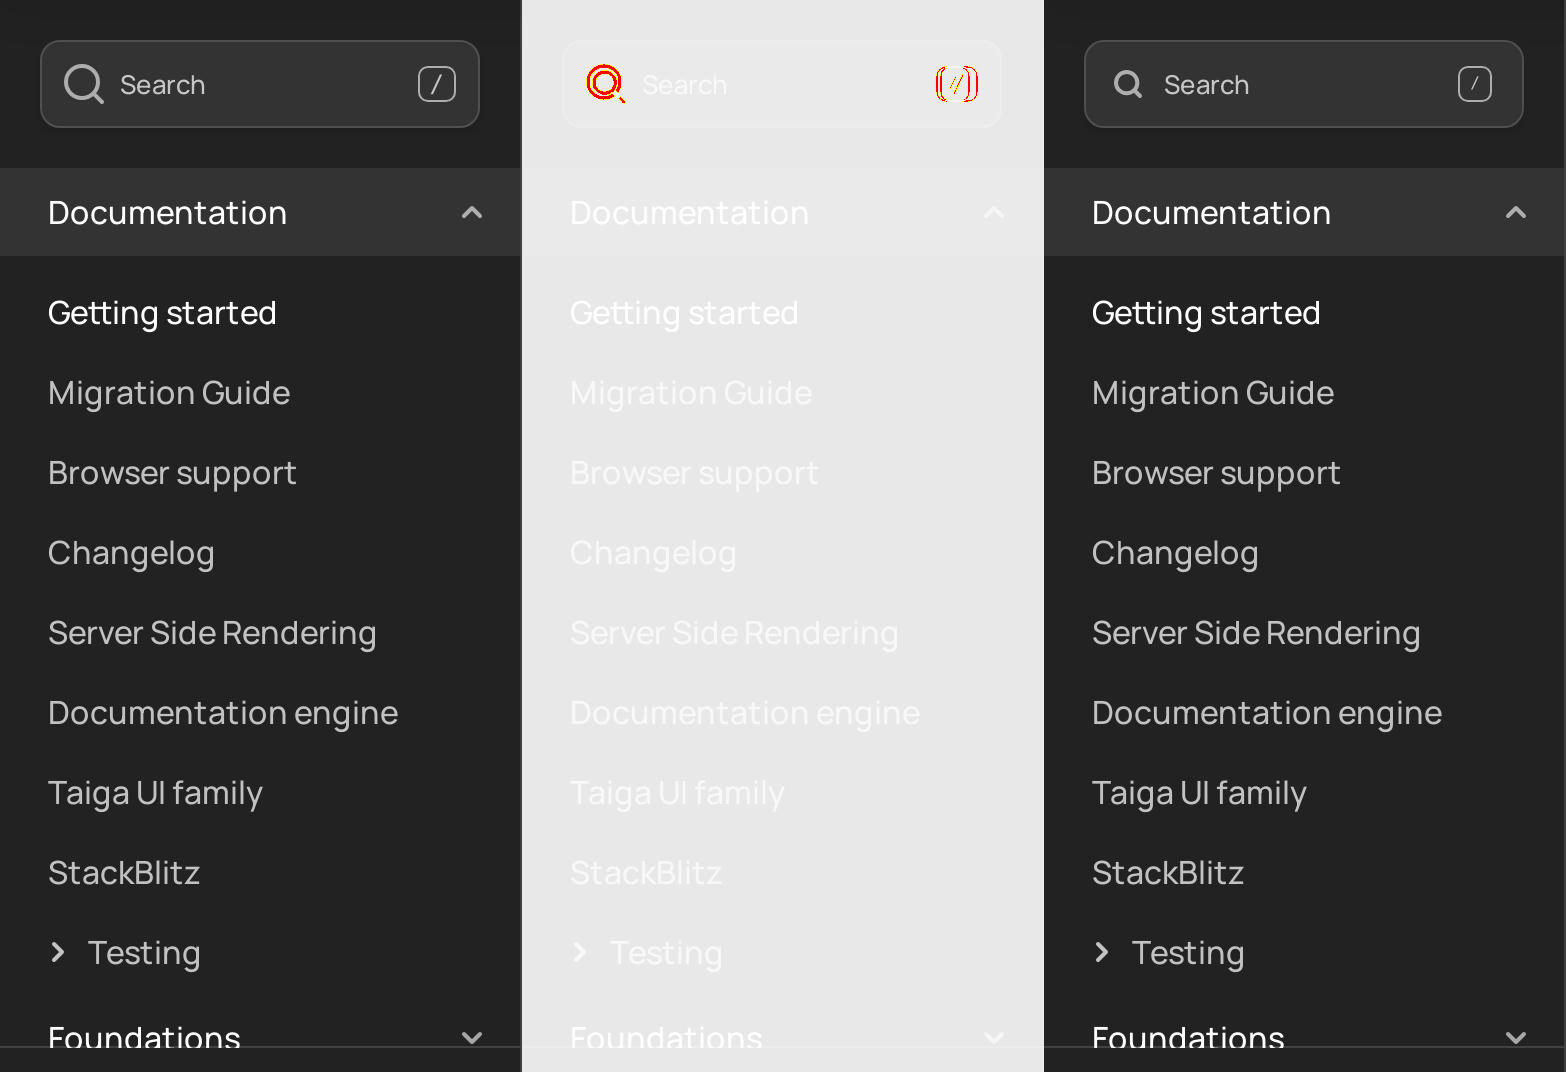 Search /
Documentation
Getting started
Migration Guide
Browser support
Changelog
Server Side Rendering
Documentation engine
Taiga UI family
StackBlitz
Testing
Foundations
Search //
Documentation
Getting started
Migration Guide
Browser support
Changelog
Server Side Rendering
Documentation engine
Taiga UI family
StackBlitz
Testing
Foundations
Search /
Documentation
Getting started
Migration Guide
Browser support
Changelog
Server Side Rendering
Documentation engine
Taiga UI family
StackBlitz
Testing
Foundations